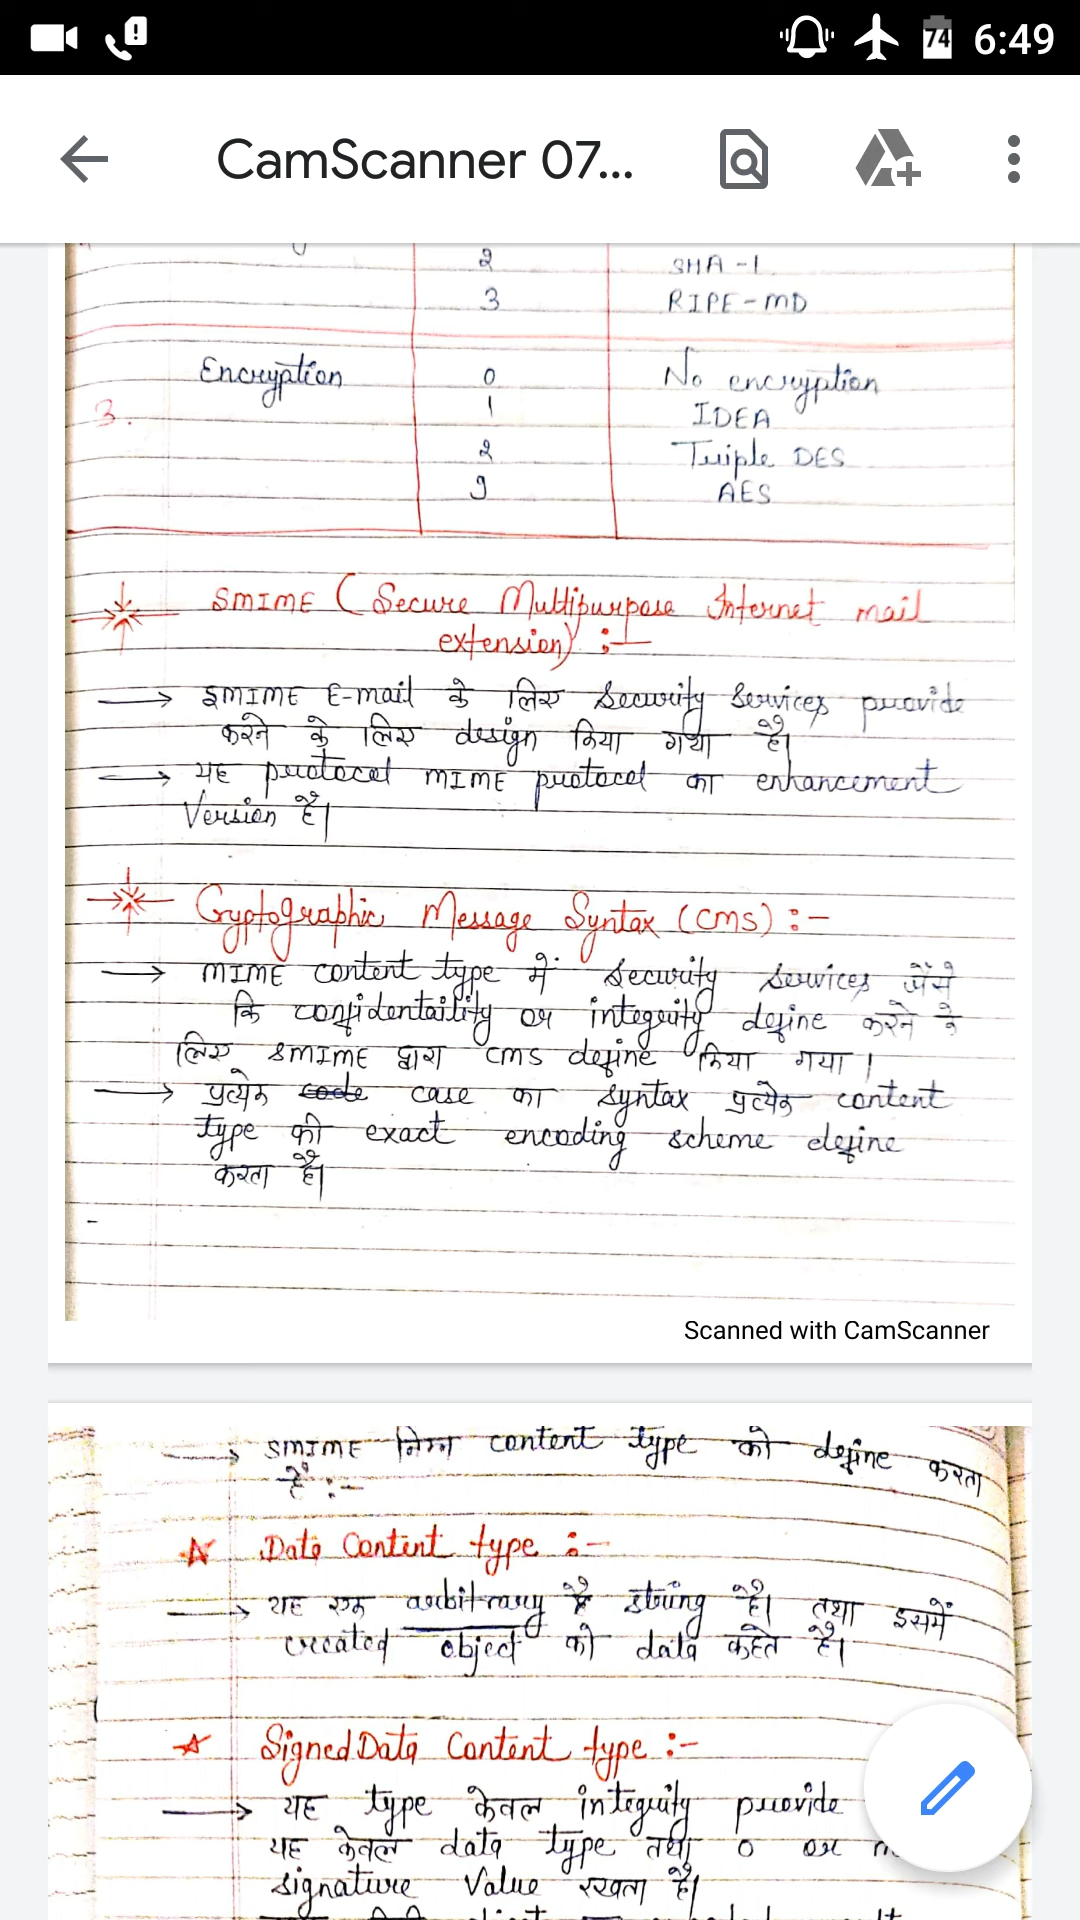 74 6:49
CamScanner 07...
2 SHA-1
3 RIPE-MD
Encryption 0 No encryption
3. 1 IDEA
2 Triple DES
9 AES
SMIME (Secure Multipurpose Internet mail
extension) :-
→ SMIME E-mail के लिए Security Services provide
करने के लिए design किया गया है।
→ यह protocol MIME protocol का enhancement
Version है।
Cryptographic Message Syntax (CMS) :-
→ MIME content type में Security Services जैसे
कि confidentaility or integrity define करने के
लिए SMIME द्वारा CMS define किया गया।
→ प्रत्येक code case का syntax प्रत्येक content
type की exact encoding scheme define
करता है।
Scanned with CamScanner
→ SMIME निम्न content type को define करता
है :-
Data Content type :-
→ यह एक arbitrary string है। तथा इसमें
created object को data कहते है।
Signed Data Content type :-
→ यह type केवल integrity provide
यह केवल data type तथा 0 or
signature Value रखता है।